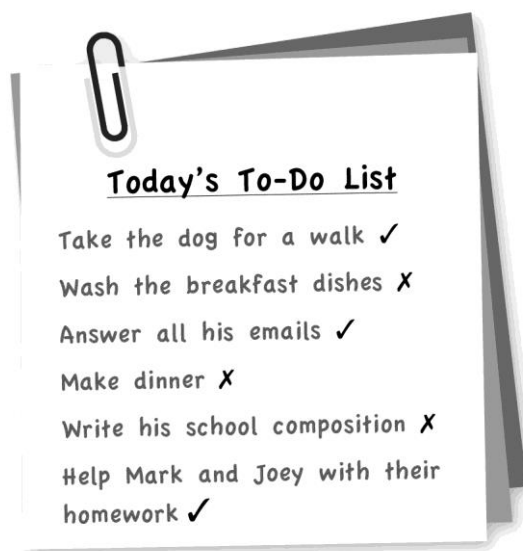 Today's To-Do List
Take the dog for a walk ✓
Wash the breakfast dishes ✗
Answer all his emails ✓
Make dinner ✗
Write his school composition ✗
Help Mark and Joey with their
homework ✓